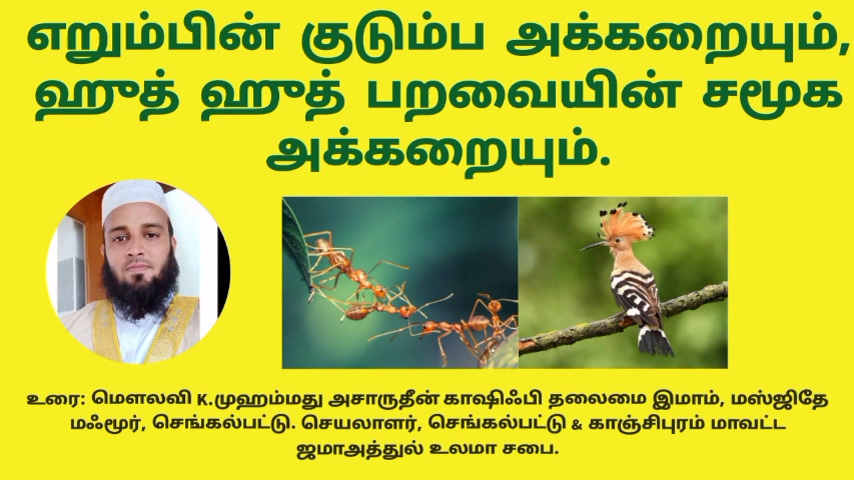 எறும்பின் குடும்ப அக்கறையும்,
ஹுத் ஹுத் பறவையின் சமூக
அக்கறையும்.
உரை: மௌலவி K.முஹம்மது அசாருதீன் காஷிஃபி தலைமை இமாம், மஸ்ஜிதே
மஃமூர், செங்கல்பட்டு. செயலாளர், செங்கல்பட்டு & காஞ்சிபுரம் மாவட்ட
ஜமாஅத்துல் உலமா சபை.